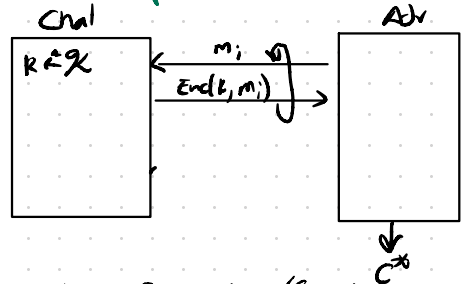 Chal
Adv
k ←$ 𝒦
mᵢ
Enc(k, mᵢ)
C*